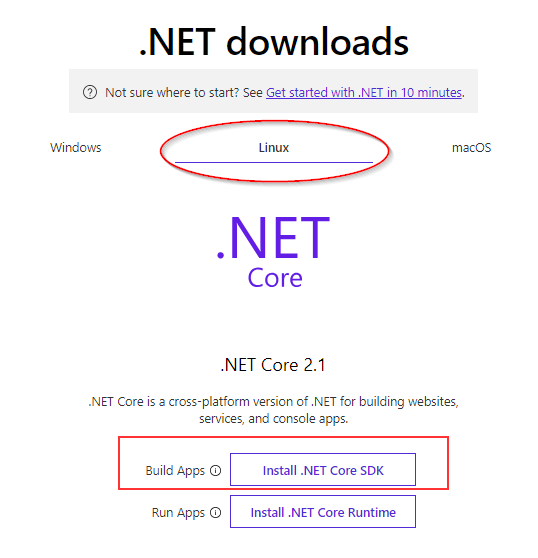 .NET downloads
Not sure where to start? See Get started with .NET in 10 minutes.
Windows
Linux
macOS
.NET
Core
.NET Core 2.1
.NET Core is a cross-platform version of .NET for building websites,
services, and console apps.
Build Apps Install .NET Core SDK
Run Apps Install .NET Core Runtime